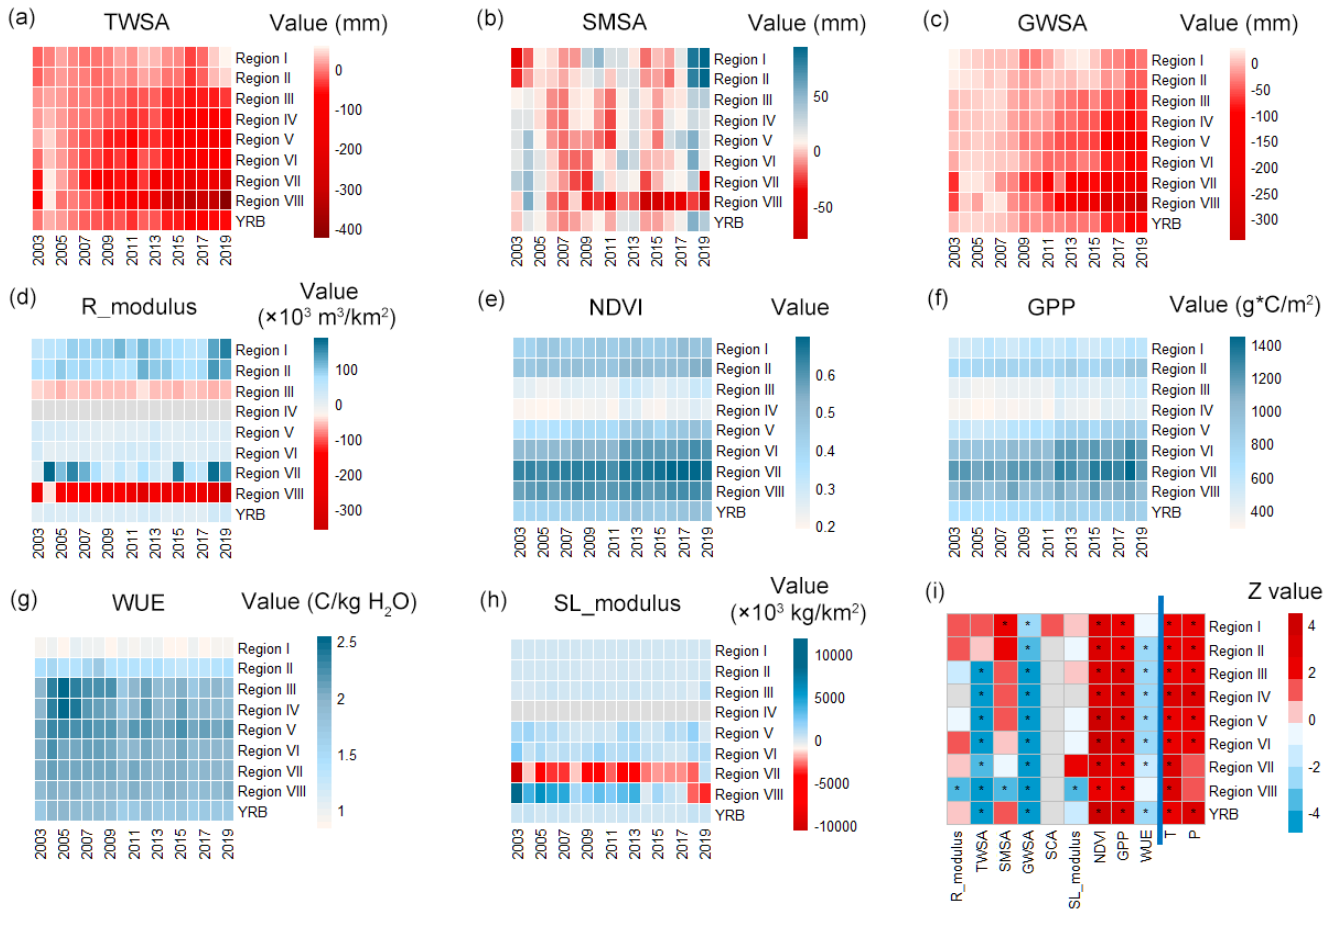 (a) TWSA Value (mm)
Region I
Region II
Region III
Region IV
Region V
Region VI
Region VII
Region VIII
YRB
0
-100
-200
-300
-400
2003 2005 2007 2009 2011 2013 2015 2017 2019
(b) SMSA Value (mm)
Region I
Region II
Region III
Region IV
Region V
Region VI
Region VII
Region VIII
YRB
50
0
-50
2003 2005 2007 2009 2011 2013 2015 2017 2019
(c) GWSA Value (mm)
Region I
Region II
Region III
Region IV
Region V
Region VI
Region VII
Region VIII
YRB
0
-50
-100
-150
-200
-250
-300
2003 2005 2007 2009 2011 2013 2015 2017 2019
(d) R_modulus Value
(×10³ m³/km²)
Region I
Region II
Region III
Region IV
Region V
Region VI
Region VII
Region VIII
YRB
100
0
-100
-200
-300
2003 2005 2007 2009 2011 2013 2015 2017 2019
(e) NDVI Value
Region I
Region II
Region III
Region IV
Region V
Region VI
Region VII
Region VIII
YRB
0.6
0.5
0.4
0.3
0.2
2003 2005 2007 2009 2011 2013 2015 2017 2019
(f) GPP Value (g*C/m²)
Region I
Region II
Region III
Region IV
Region V
Region VI
Region VII
Region VIII
YRB
1400
1200
1000
800
600
400
2003 2005 2007 2009 2011 2013 2015 2017 2019
(g) WUE Value (C/kg H₂O)
Region I
Region II
Region III
Region IV
Region V
Region VI
Region VII
Region VIII
YRB
2.5
2
1.5
1
2003 2005 2007 2009 2011 2013 2015 2017 2019
(h) SL_modulus Value
(×10³ kg/km²)
Region I
Region II
Region III
Region IV
Region V
Region VI
Region VII
Region VIII
YRB
10000
5000
0
-5000
-10000
2003 2005 2007 2009 2011 2013 2015 2017 2019
(i) Z value
Region I
Region II
Region III
Region IV
Region V
Region VI
Region VII
Region VIII
YRB
4
2
0
-2
-4
R_modulus TWSA SMSA GWSA SCA SL_modulus NDVI GPP WUE T P